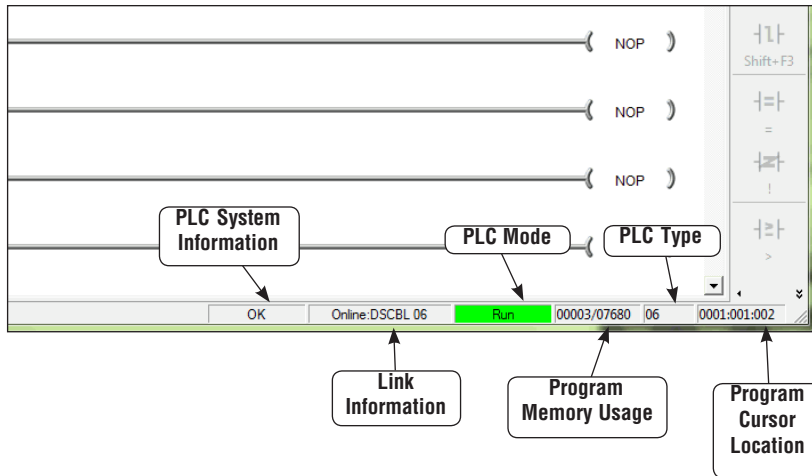 NOP
Shift+F3
NOP
=
NOP
!
PLC System
Information
PLC Mode
PLC Type
>
OK
Online:DSCBL 06
Run
00003/07680
06
0001:001:002
Link
Information
Program
Memory Usage
Program
Cursor
Location